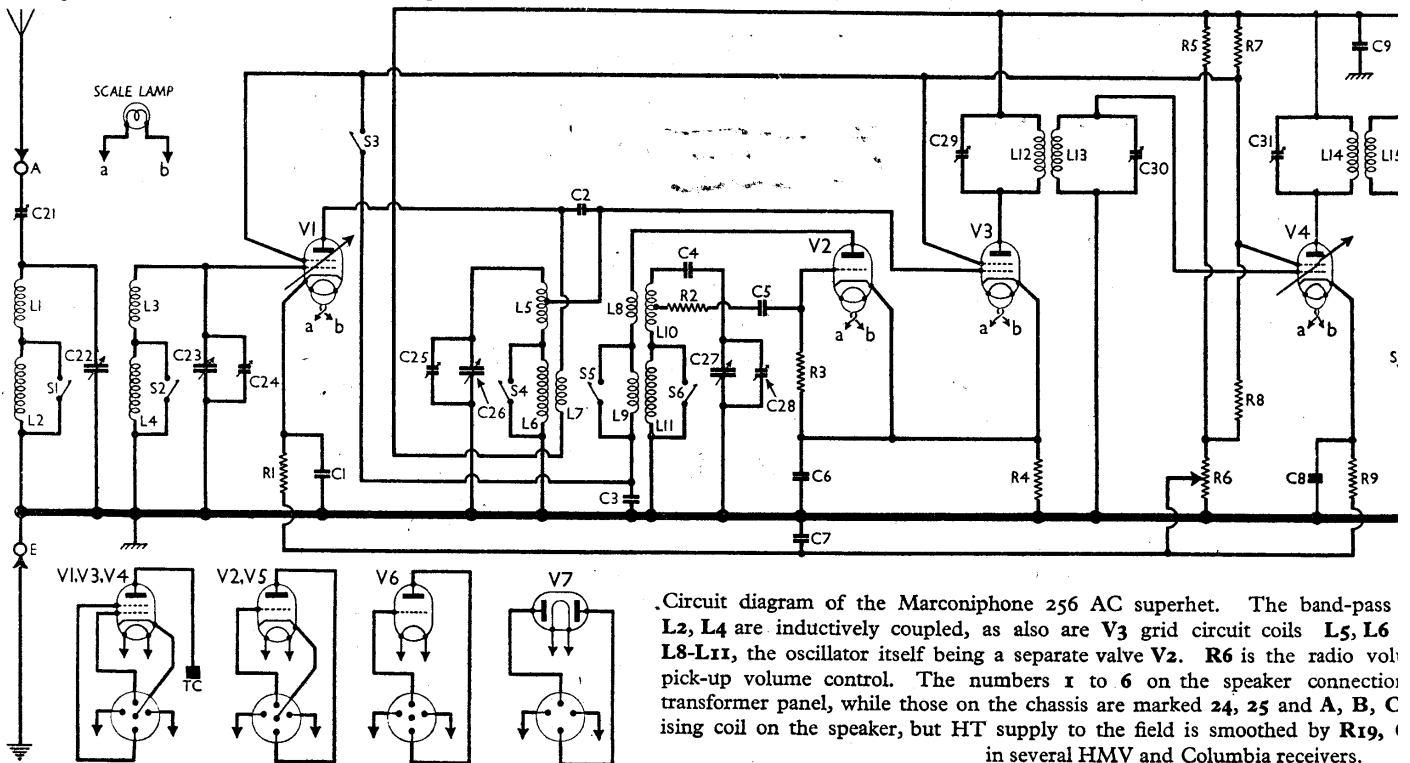 SCALE LAMP
a b
A
C21
L1
L2
S1
C22
L3
L4
S2
C23
C24
V1
a b
R1
C1
S3
C2
C25
C26
L5
S4
L6
L7
L8
S5
L9
C3
C4
R2
C5
L10
L11
S6
C27
C28
V2
a b
R3
C6
C7
V3
a b
R4
C29
L12
L13
C30
R5
R7
C9
C31
L14
L15
V4
a b
R8
R6
C8
R9
S
E
V1,V3,V4
TC
V2,V5
V6
V7
Circuit diagram of the Marconiphone 256 AC superhet. The band-pass
L2, L4 are inductively coupled, as also are V3 grid circuit coils L5, L6
L8-L11, the oscillator itself being a separate valve V2. R6 is the radio
pick-up volume control. The numbers 1 to 6 on the speaker
transformer panel, while those on the chassis are marked 24, 25 and A, B,
ising coil on the speaker, but HT supply to the field is smoothed by R19,
in several HMV and Columbia receivers.